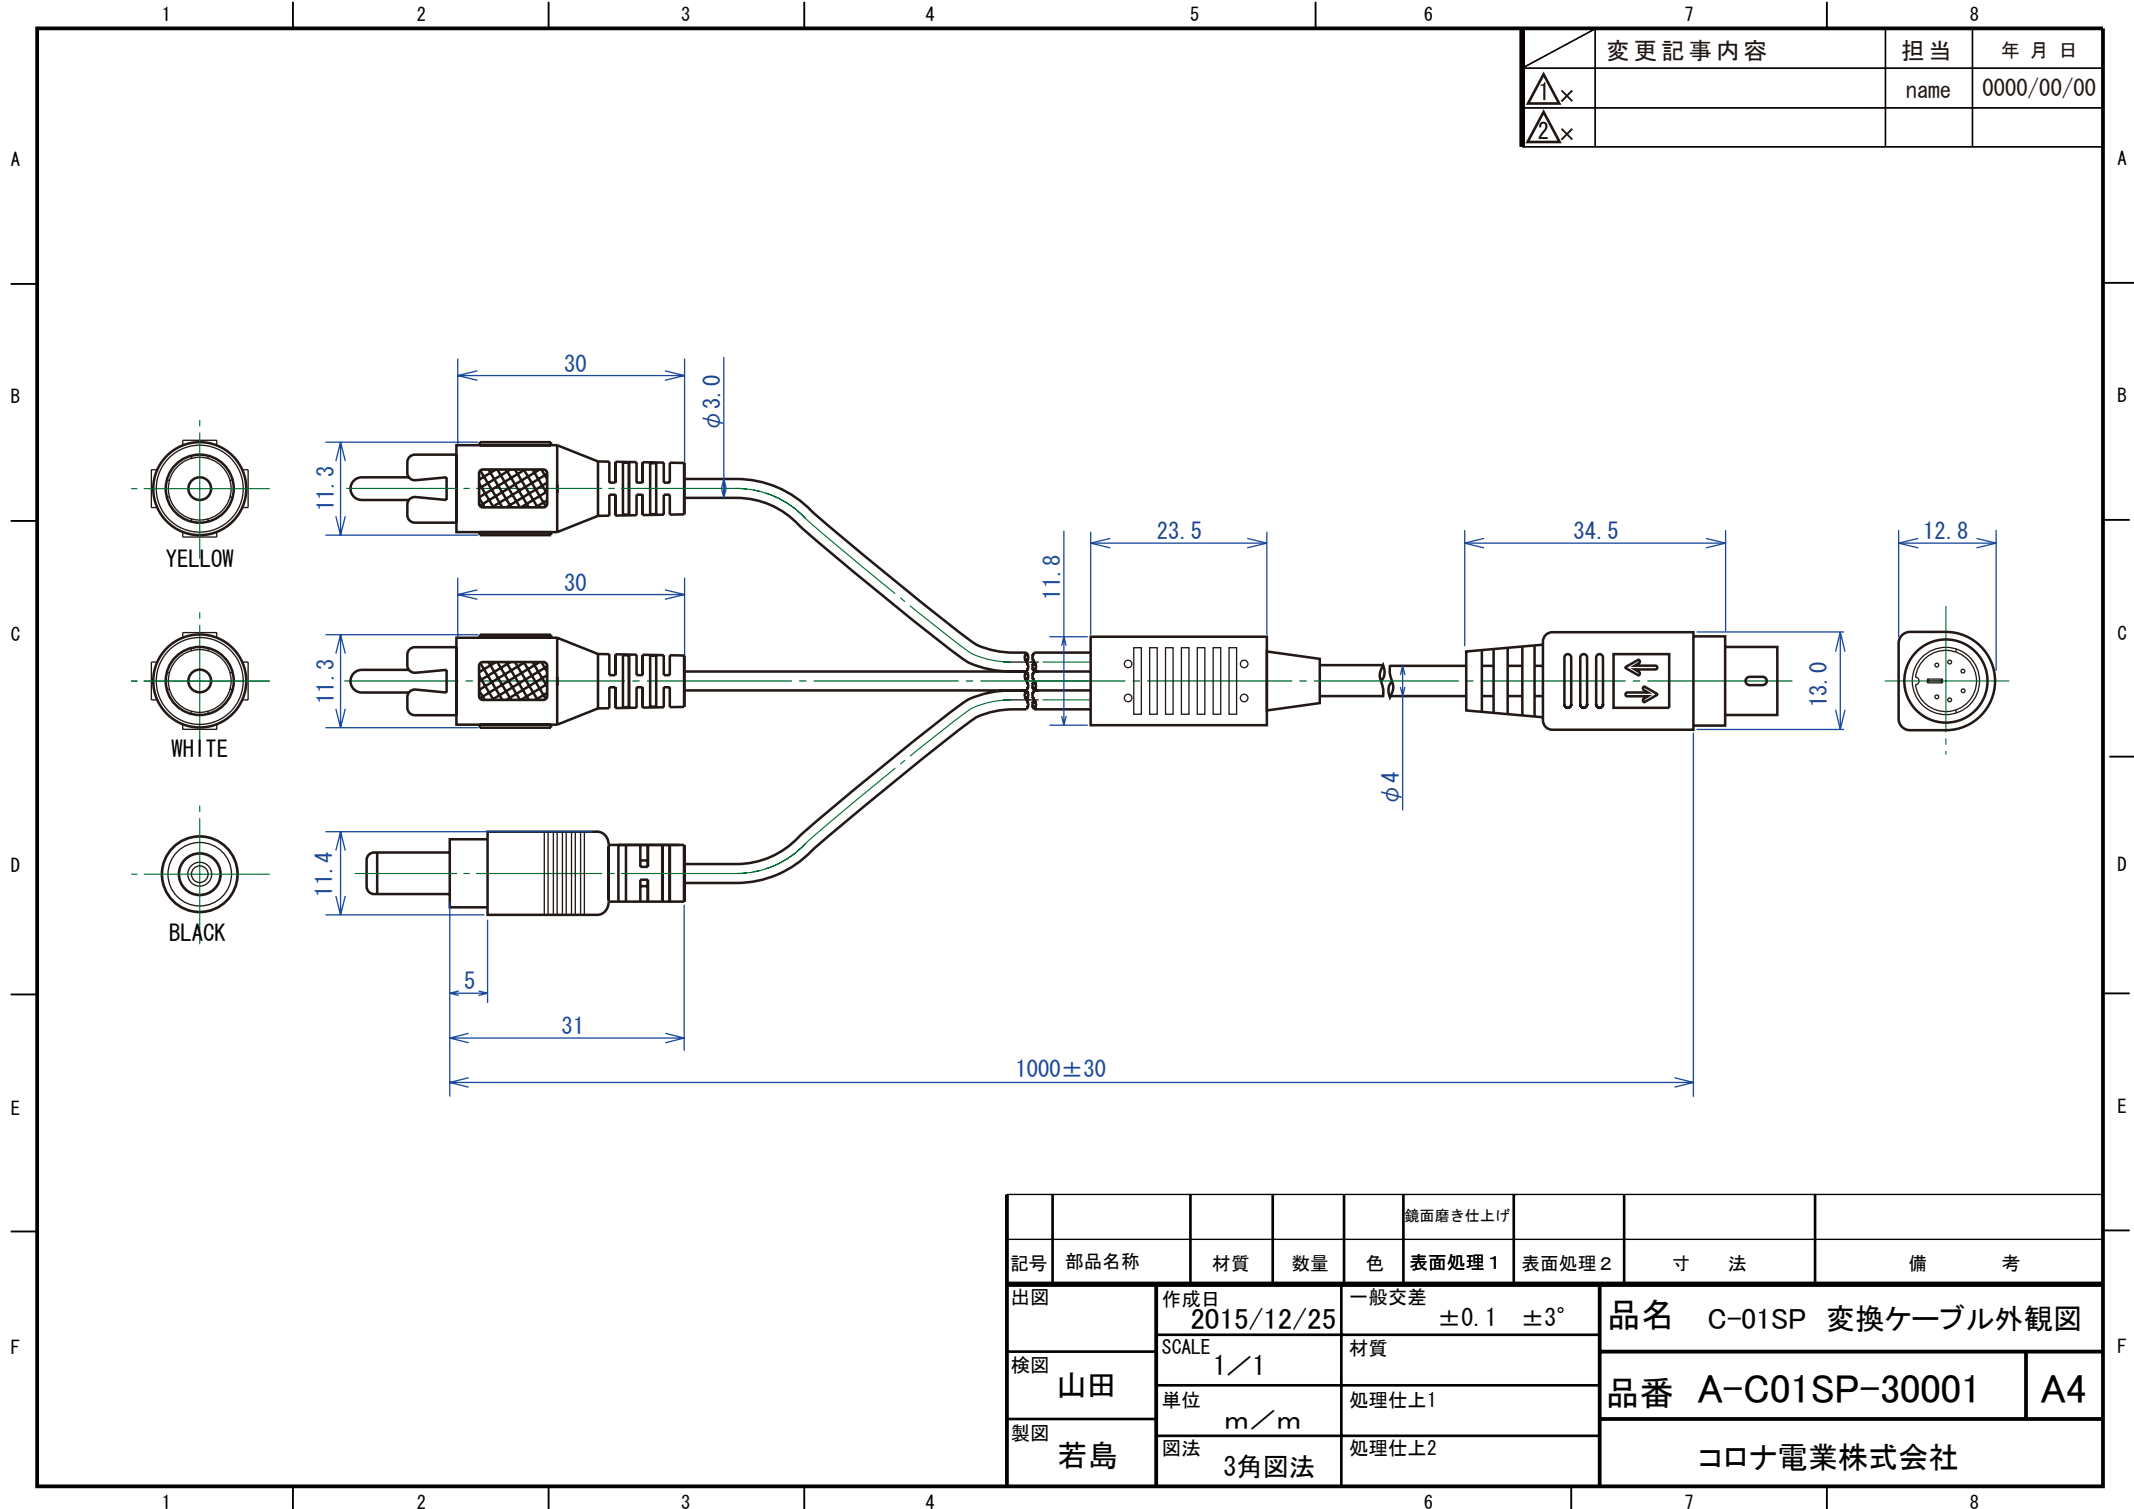 1 2 3 4 5 6 7 8
変更記事内容 担当 年月日
1 × name 0000/00/00
2 ×
A A
B B
C C
D D
E E
F F
30
φ3.0
11.3
YELLOW
30
11.3
WHITE
11.4
BLACK
5
31
1000±30
23.5
11.8
34.5
φ4
13.0
12.8
鏡面磨き仕上げ
記号 部品名称 材質 数量 色 表面処理1 表面処理2 寸法 備考
出図
作成日
2015/12/25
一般交差
±0.1 ±3°
品名 C-01SP 変換ケーブル外観図
検図 山田
SCALE
1／1
材質
品番 A-C01SP-30001 A4
単位
m／m
処理仕上1
製図 若島
図法
3角図法
処理仕上2
コロナ電業株式会社
1 2 3 4 6 7 8